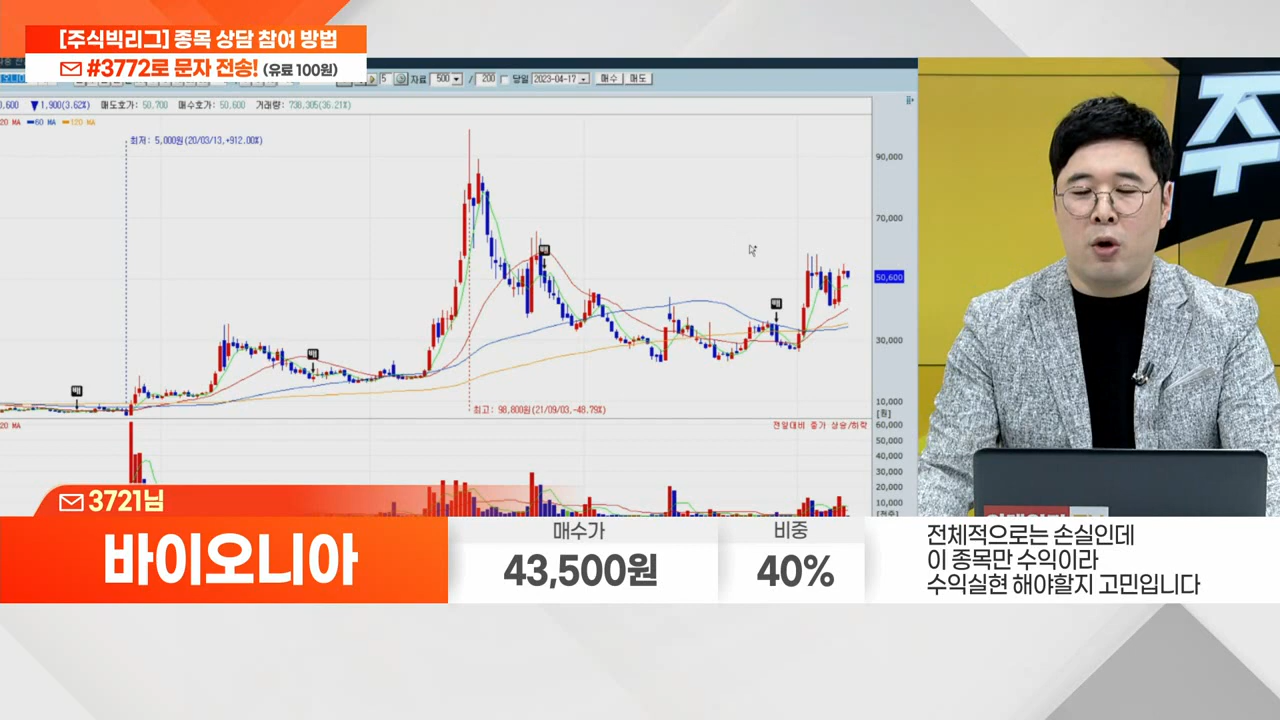 [주식빅리그] 종목 상담 참여 방법
#3772로 문자 전송! (유료 100원)
5 자료 500 / 200 당일 2023-04-17 매수 매도
▼1,900(3.62%) 매도호가: 50,700 매수호가: 50,600 거래량: 738,305(36.21%)
20 MA 60 MA 120 MA
최저: 5,000원(20/03/13,+912.00%)
90,000
70,000
50,600
30,000
10,000
[원]
최고: 98,800원(21/09/03,-48.79%)
20 MA
전일대비 종가 상승/하락
60,000
50,000
40,000
30,000
20,000
10,000
주
3721님
바이오니아
매수가
43,500원
비중
40%
전체적으로는 손실인데
이 종목만 수익이라
수익실현 해야할지 고민입니다